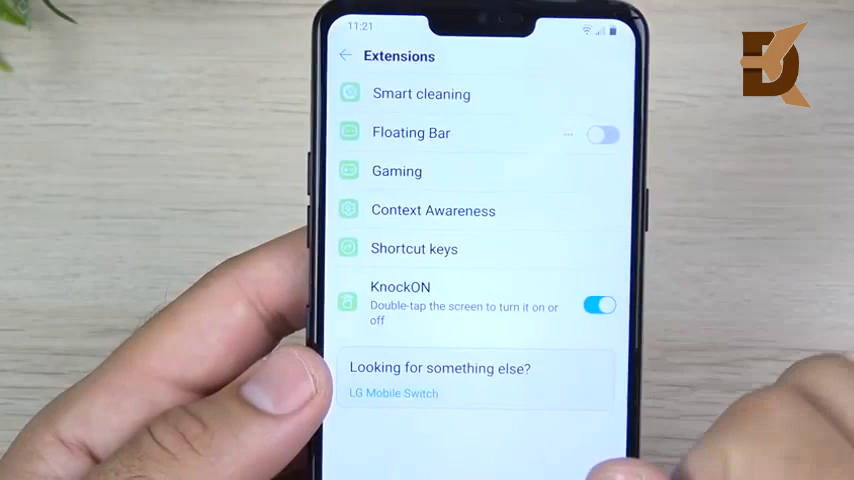 11:21
Extensions
Smart cleaning
Floating Bar
Gaming
Context Awareness
Shortcut keys
KnockON
Double-tap the screen to turn it on or
off
Looking for something else?
LG Mobile Switch